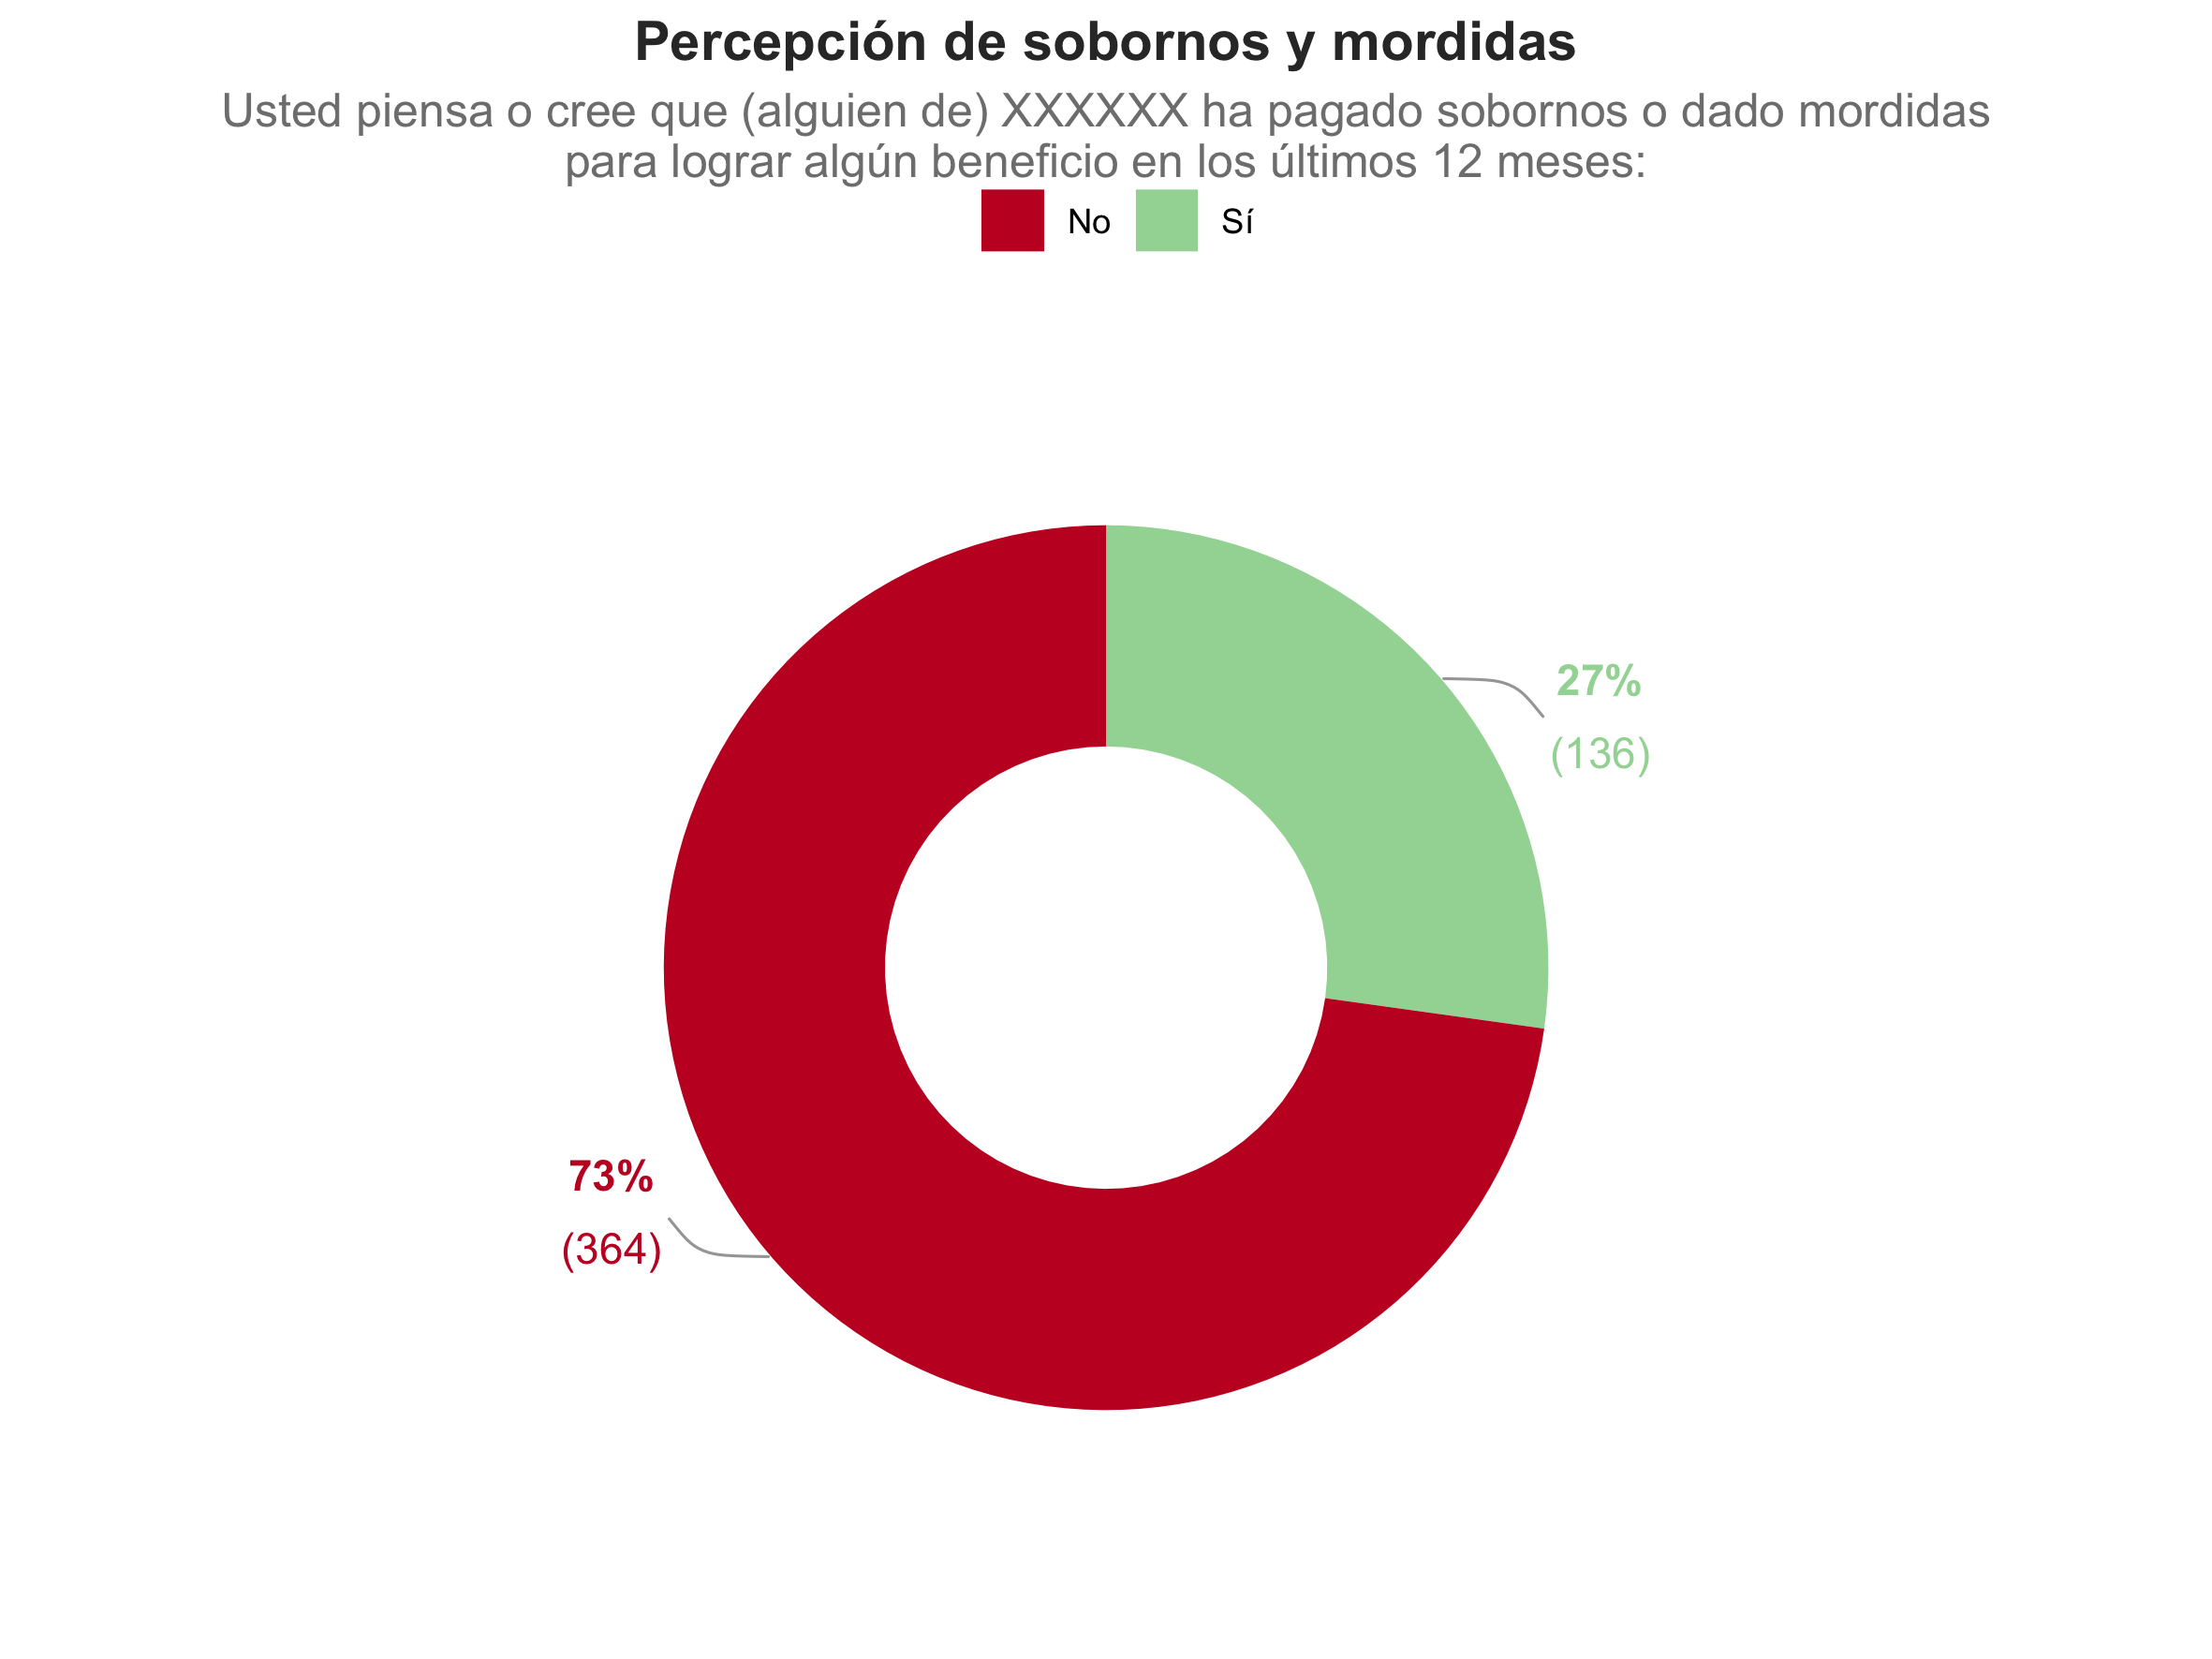 Percepción de sobornos y mordidas
Usted piensa o cree que (alguien de) XXXXXX ha pagado sobornos o dado mordidas
para lograr algún beneficio en los últimos 12 meses:
No
Sí
27%
(136)
73%
(364)